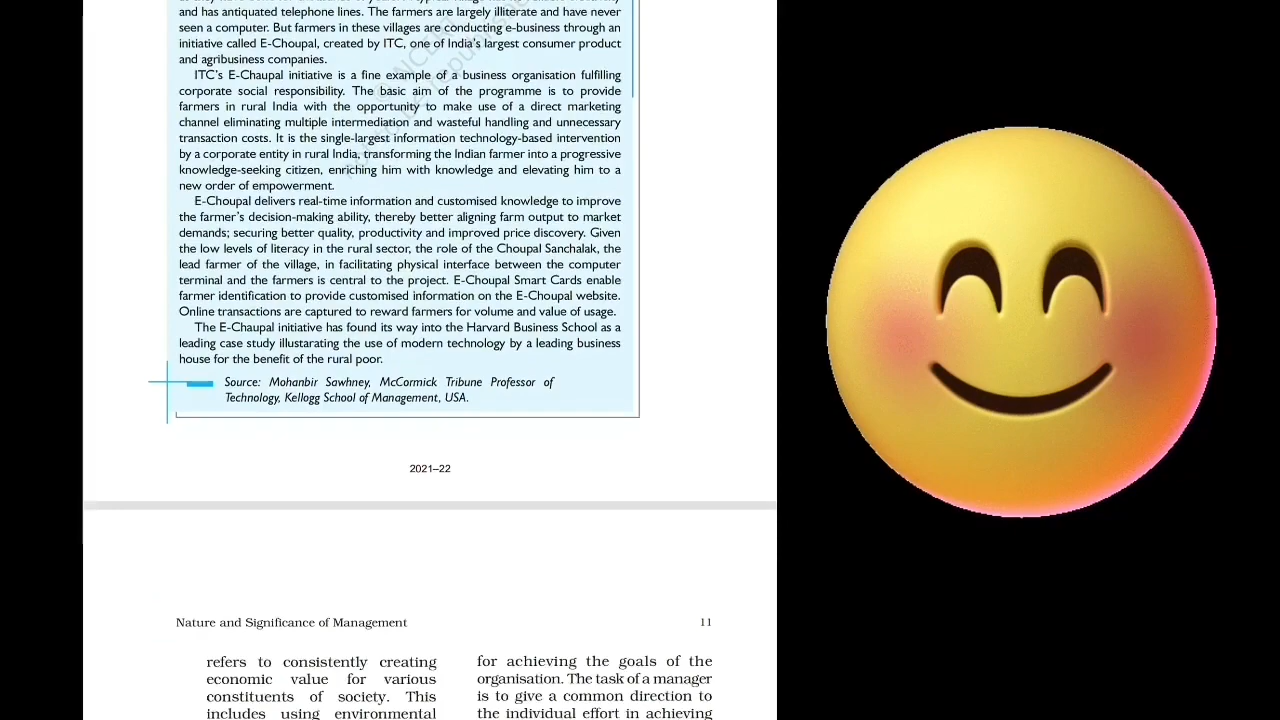 and has antiquated telephone lines. The farmers are largely illiterate and have never
seen a computer. But farmers in these villages are conducting e-business through an
initiative called E-Choupal, created by ITC, one of India's largest consumer product
and agribusiness companies.
ITC's E-Chaupal initiative is a fine example of a business organisation fulfilling
corporate social responsibility. The basic aim of the programme is to provide
farmers in rural India with the opportunity to make use of a direct marketing
channel eliminating multiple intermediation and wasteful handling and unnecessary
transaction costs. It is the single-largest information technology-based intervention
by a corporate entity in rural India, transforming the Indian farmer into a progressive
knowledge-seeking citizen, enriching him with knowledge and elevating him to a
new order of empowerment.
E-Choupal delivers real-time information and customised knowledge to improve
the farmer's decision-making ability, thereby better aligning farm output to market
demands; securing better quality, productivity and improved price discovery. Given
the low levels of literacy in the rural sector, the role of the Choupal Sanchalak, the
lead farmer of the village, in facilitating physical interface between the computer
terminal and the farmers is central to the project. E-Choupal Smart Cards enable
farmer identification to provide customised information on the E-Choupal website.
Online transactions are captured to reward farmers for volume and value of usage.
The E-Chaupal initiative has found its way into the Harvard Business School as a
leading case study illustarating the use of modern technology by a leading business
house for the benefit of the rural poor.
Source: Mohanbir Sawhney, McCormick Tribune Professor of
Technology, Kellogg School of Management, USA.
2021–22
Nature and Significance of Management 11
refers to consistently creating
economic value for various
constituents of society. This
includes using environmental
for achieving the goals of the
organisation. The task of a manager
is to give a common direction to
the individual effort in achieving